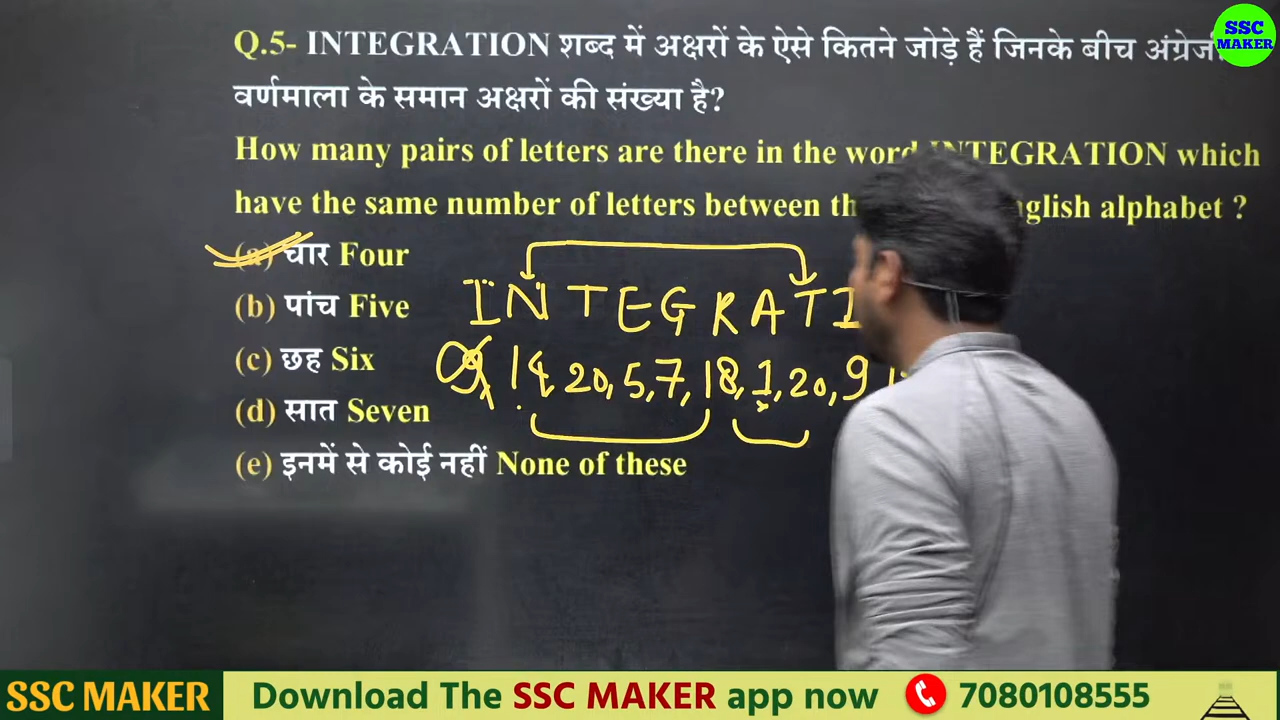 SSC
MAKER
Q.5- INTEGRATION शब्द में अक्षरों के ऐसे कितने जोड़े हैं जिनके बीच
वर्णमाला के समान अक्षरों की संख्या है?
How many pairs of letters are there in the word INTEGRATION which
have the same number of letters between alphabet ?
(a) चार Four
(b) पांच Five
(c) छह Six
(d) सात Seven
(e) इनमें से कोई नहीं None of these
INTEGRATI
09, 14 20, 5, 7, 18, 1, 20, 9
SSC MAKER Download The SSC MAKER app now 7080108555